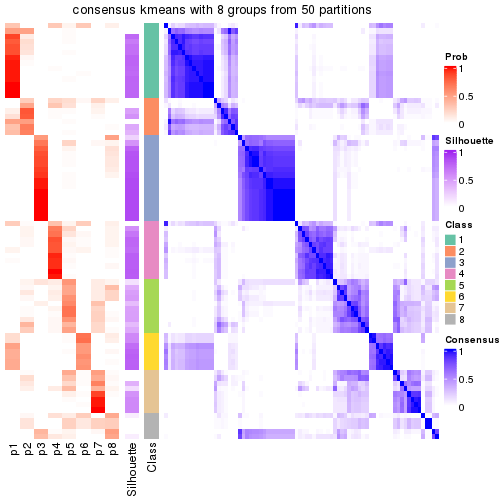 consensus kmeans with 8 groups from 50 partitions
Prob
1
0.5
0
Silhouette
1
0.5
0
Class
1
2
3
4
5
6
7
8
Consensus
1
0.5
0
p1
p2
p3
p4
p5
p6
p7
p8
Silhouette
Class